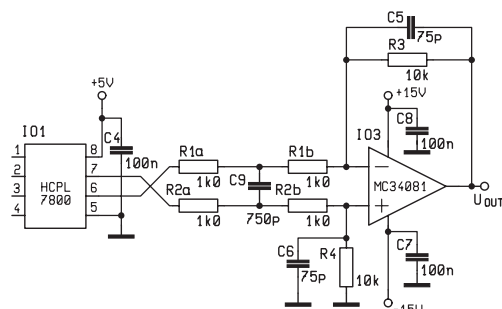 C5
75p
R3
10k
+5V
+15V
IO1
C4
100n
C8
100n
IO3
R1a
1k0
R1b
1k0
1
2
3
4
8
7
6
5
HCPL
7800
C9
750p
R2a
1k0
R2b
1k0
MC34081
UOUT
C6
75p
R4
10k
C7
100n
-15V